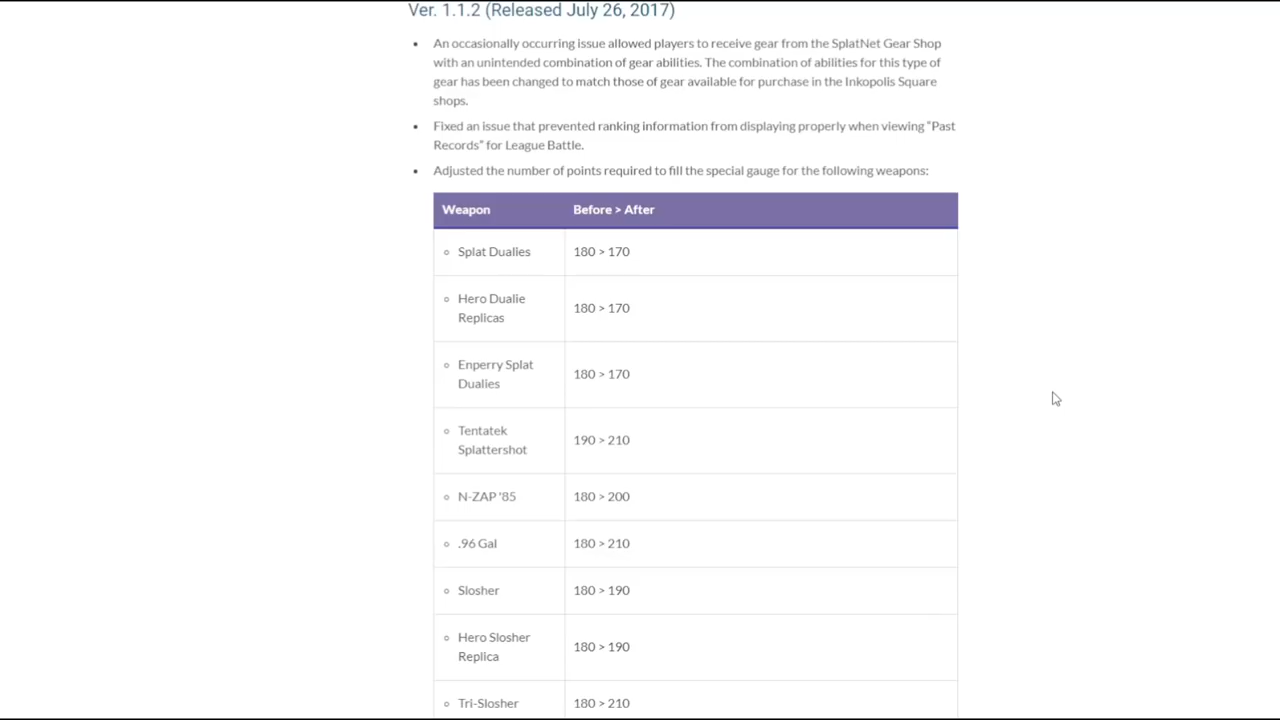 Ver. 1.1.2 (Released July 26, 2017)
• An occasionally occurring issue allowed players to receive gear from the SplatNet Gear Shop
with an unintended combination of gear abilities. The combination of abilities for this type of
gear has been changed to match those of gear available for purchase in the Inkopolis Square
shops.
• Fixed an issue that prevented ranking information from displaying properly when viewing “Past
Records” for League Battle.
• Adjusted the number of points required to fill the special gauge for the following weapons:
Weapon Before > After
◦ Splat Dualies 180 > 170
◦ Hero Dualie
Replicas 180 > 170
◦ Enperry Splat
Dualies 180 > 170
◦ Tentatek
Splattershot 190 > 210
◦ N-ZAP '85 180 > 200
◦ .96 Gal 180 > 210
◦ Slosher 180 > 190
◦ Hero Slosher
Replica 180 > 190
◦ Tri-Slosher 180 > 210